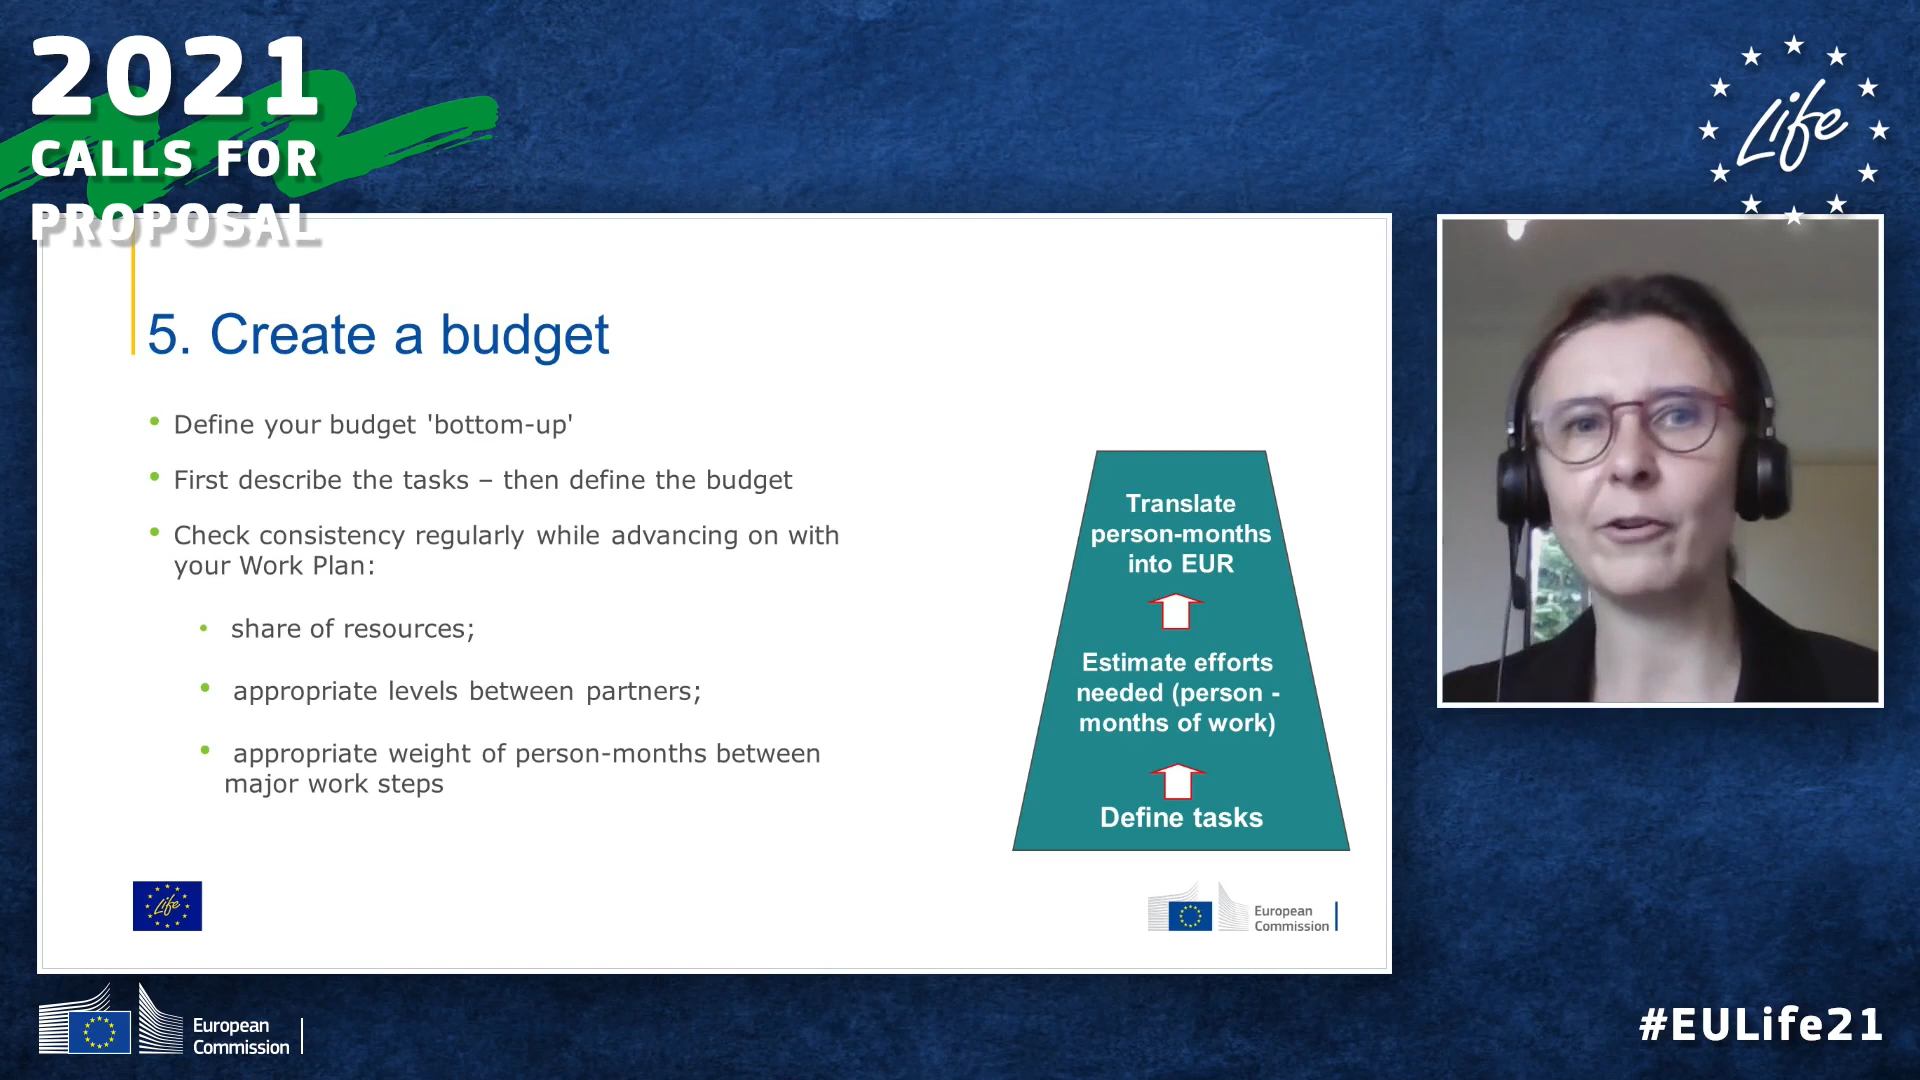 2021
CALLS FOR
PROPOSAL
Life
5. Create a budget
• Define your budget 'bottom-up'
• First describe the tasks – then define the budget
• Check consistency regularly while advancing on with
your Work Plan:
• share of resources;
• appropriate levels between partners;
• appropriate weight of person-months between
major work steps
Translate
person-months
into EUR
Estimate efforts
needed (person -
months of work)
Define tasks
Life
European
Commission
European
Commission
#EULife21